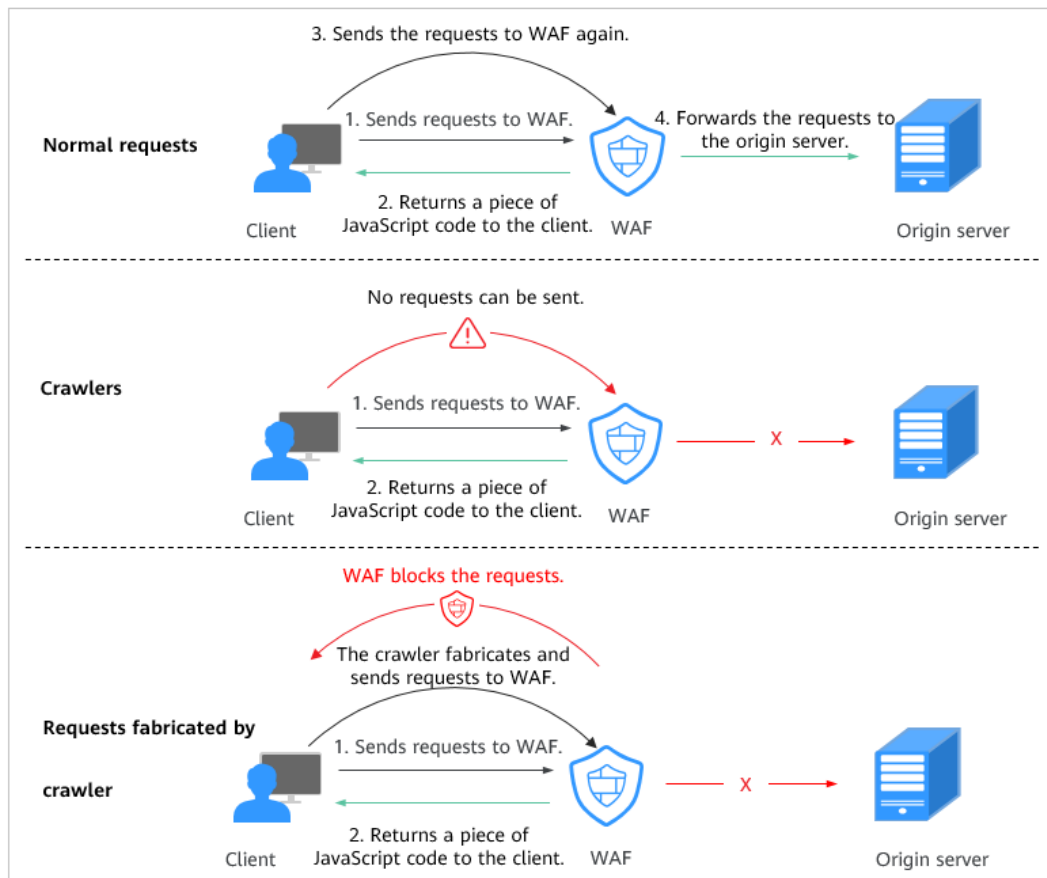 3. Sends the requests to WAF again.
1. Sends requests to WAF.
4. Forwards the requests to
the origin server.
Normal requests
2. Returns a piece of
JavaScript code to the client.
Client
WAF
Origin server
No requests can be sent.
Crawlers
1. Sends requests to WAF.
X
2. Returns a piece of
JavaScript code to the client.
Client
WAF
Origin server
WAF blocks the requests.
The crawler fabricates and
sends requests to WAF.
Requests fabricated by
crawler
1. Sends requests to WAF.
X
2. Returns a piece of
JavaScript code to the client.
Client
WAF
Origin server